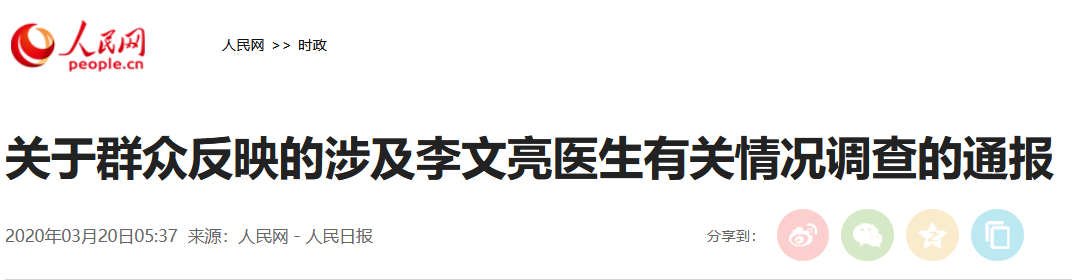 人民网
people.cn
人民网 >> 时政
关于群众反映的涉及李文亮医生有关情况调查的通报
2020年03月20日05:37 来源：人民网－人民日报
分享到：